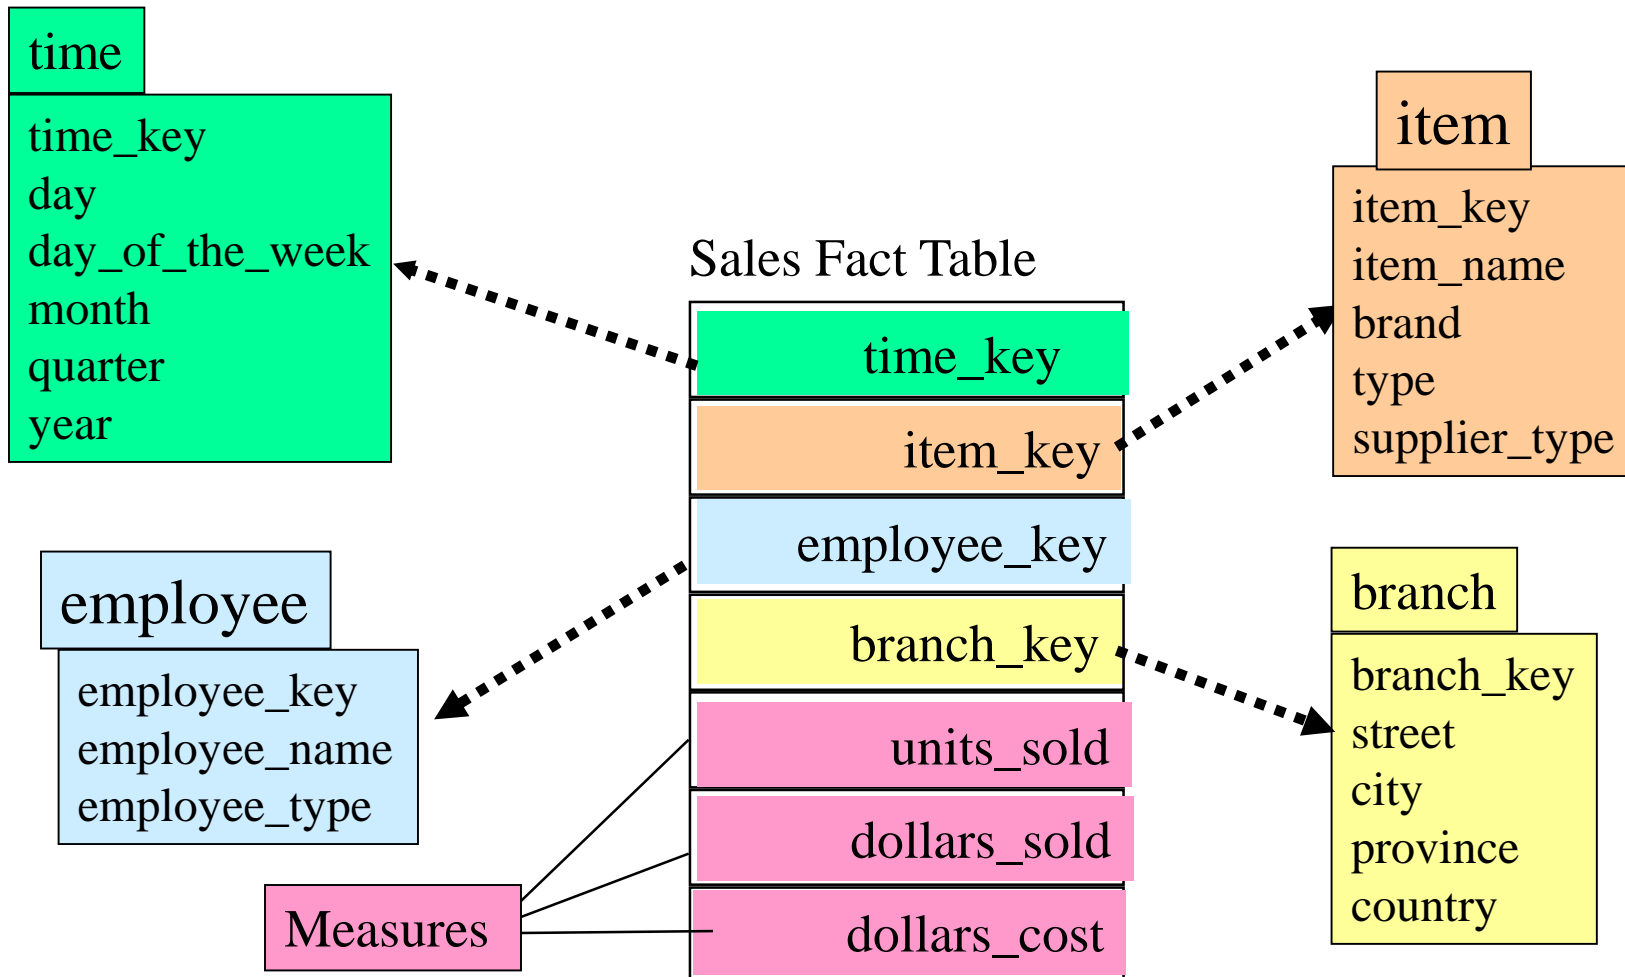 time
time_key
day
day_of_the_week
month
quarter
year
employee
employee_key
employee_name
employee_type
Measures
Sales Fact Table
time_key
item_key
employee_key
branch_key
units_sold
dollars_sold
dollars_cost
item
item_key
item_name
brand
type
supplier_type
branch
branch_key
street
city
province
country